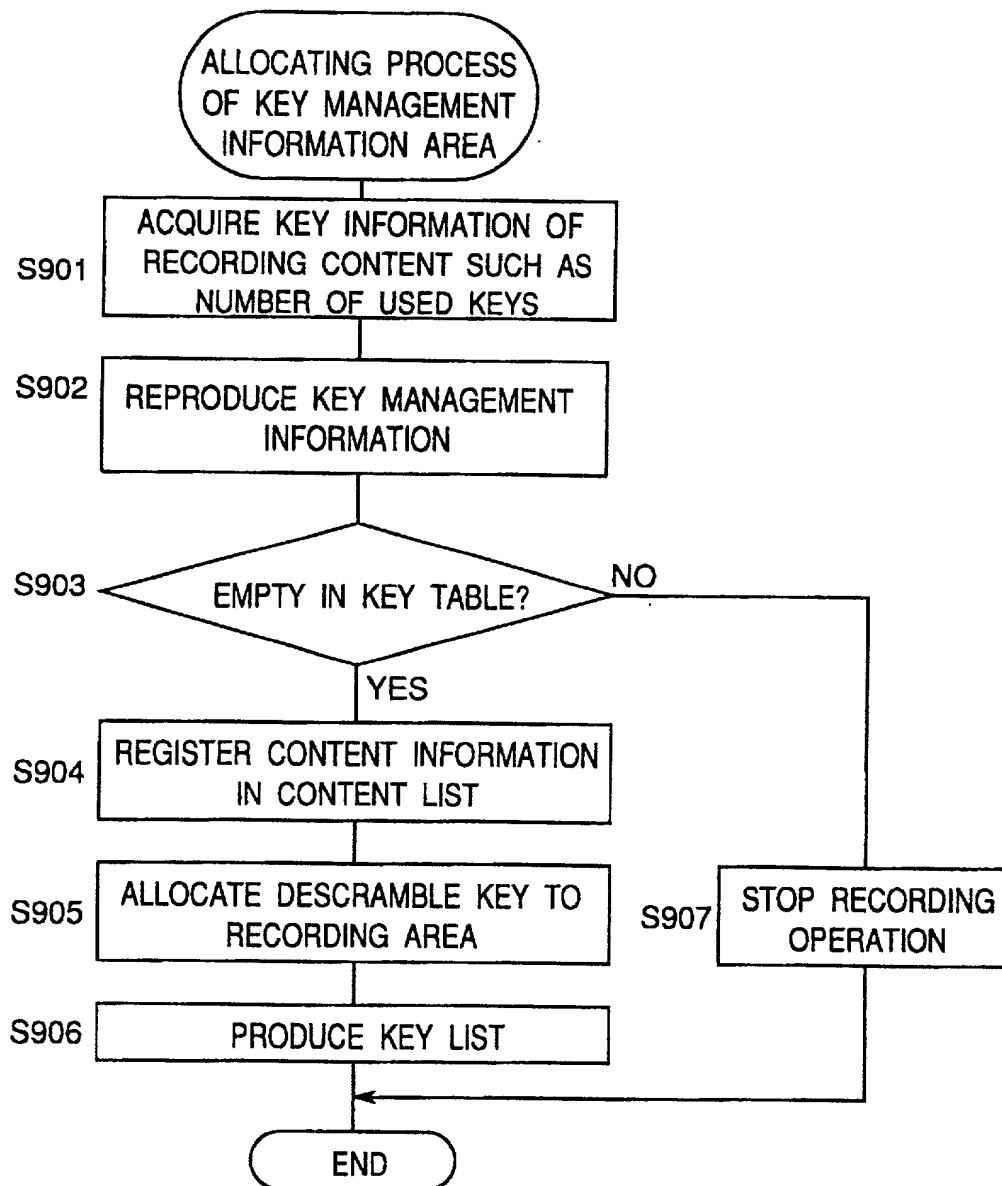 ALLOCATING PROCESS
OF KEY MANAGEMENT
INFORMATION AREA
S901
ACQUIRE KEY INFORMATION OF
RECORDING CONTENT SUCH AS
NUMBER OF USED KEYS
S902
REPRODUCE KEY MANAGEMENT
INFORMATION
S903
EMPTY IN KEY TABLE?
NO
YES
S904
REGISTER CONTENT INFORMATION
IN CONTENT LIST
S905
ALLOCATE DESCRAMBLE KEY TO
RECORDING AREA
S907
STOP RECORDING
OPERATION
S906
PRODUCE KEY LIST
END